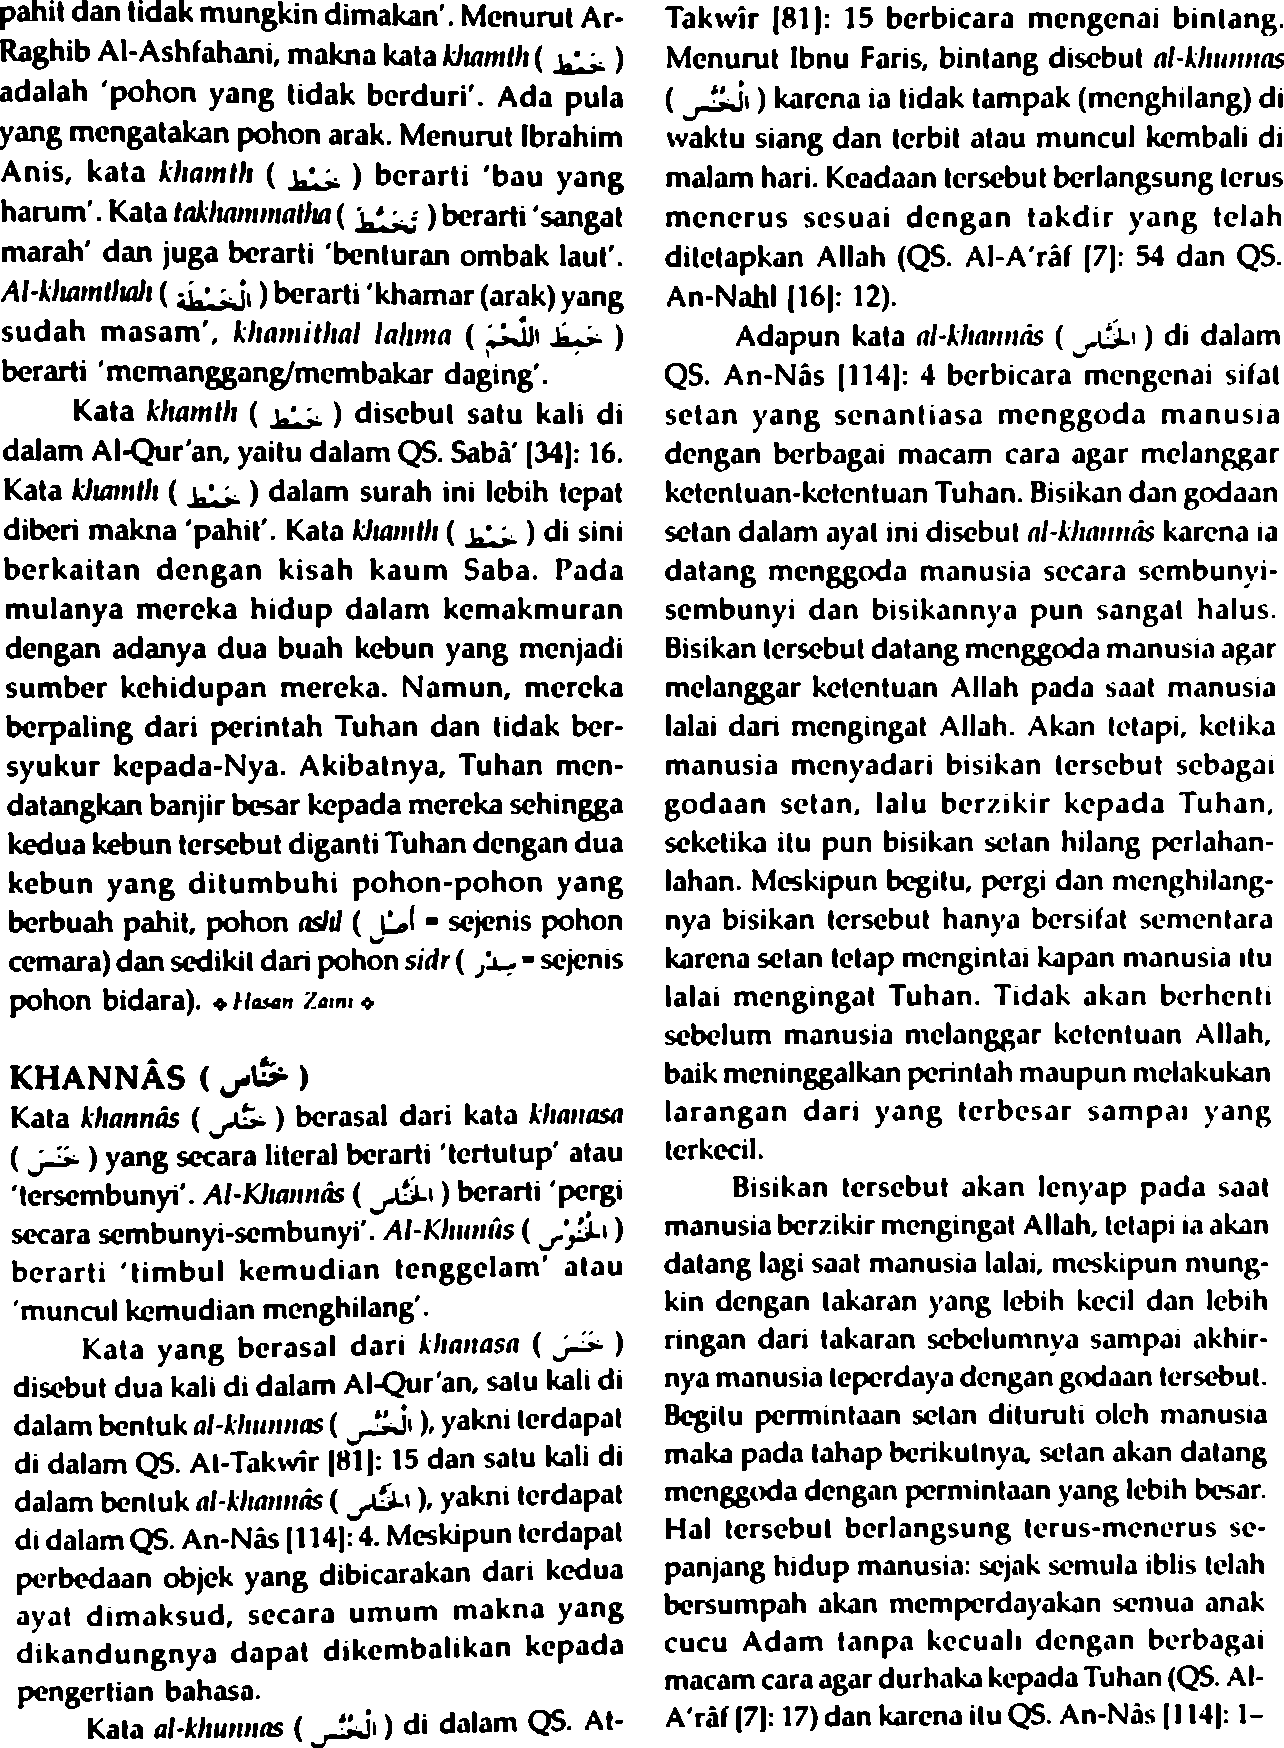 pahit dan tidak mungkin dimakan'. Menurut Ar-
Raghib Al-Ashfahani, makna kata khamth ( خَمْط )
adalah 'pohon yang tidak berduri'. Ada pula
yang mengatakan pohon arak. Menurut Ibrahim
Anis, kata khamth ( خَمْط ) berarti 'bau yang
harum'. Kata takhammatha ( تَخَمَّطَ ) berarti 'sangat
marah' dan juga berarti 'benturan ombak laut'.
Al-khamthah ( الْخَمْطَة ) berarti 'khamar (arak) yang
sudah masam', khamithal lahma ( خَمِطَ اللَّحْمَ )
berarti 'memanggang/membakar daging'.
Kata khamth ( خَمْط ) disebut satu kali di
dalam Al-Qur'an, yaitu dalam QS. Sabâ' [34]: 16.
Kata khamth ( خَمْط ) dalam surah ini lebih tepat
diberi makna 'pahit'. Kata khamth ( خَمْط ) di sini
berkaitan dengan kisah kaum Saba. Pada
mulanya mereka hidup dalam kemakmuran
dengan adanya dua buah kebun yang menjadi
sumber kehidupan mereka. Namun, mereka
berpaling dari perintah Tuhan dan tidak ber-
syukur kepada-Nya. Akibatnya, Tuhan men-
datangkan banjir besar kepada mereka sehingga
kedua kebun tersebut diganti Tuhan dengan dua
kebun yang ditumbuhi pohon-pohon yang
berbuah pahit, pohon ( = sejenis pohon
cemara) dan sedikit dari pohon sidr ( سِدْر = sejenis
pohon bidara). ❖ Hasan Zaini ❖
KHANNÂS ( خَنَّاس )
Kata khannâs ( خَنَّاس ) berasal dari kata khanasa
( خَنَسَ ) yang secara literal berarti 'tertutup' atau
'tersembunyi'. Al-Khannâs ( الْخَنَّاس ) berarti 'pergi
secara sembunyi-sembunyi'. Al-Khunûs ( الْخُنُوْس )
berarti 'timbul kemudian tenggelam' atau
'muncul kemudian menghilang'.
Kata yang berasal dari khanasa ( خَنَسَ )
disebut dua kali di dalam Al-Qur'an, satu kali di
dalam bentuk al-khunnas ( الْخُنَّس ), yakni terdapat
di dalam QS. At-Takwîr [81]: 15 dan satu kali di
dalam bentuk al-khannâs ( الْخَنَّاس ), yakni terdapat
di dalam QS. An-Nâs [114]: 4. Meskipun terdapat
perbedaan objek yang dibicarakan dari kedua
ayat dimaksud, secara umum makna yang
dikandungnya dapat dikembalikan kepada
pengertian bahasa.
Kata al-khunnas ( الْخُنَّس ) di dalam QS. At-
Takwîr [81]: 15 berbicara mengenai bintang.
Menurut Ibnu Faris, bintang disebut al-khunnas
( الْخُنَّس ) karena ia tidak tampak (menghilang) di
waktu siang dan terbit atau muncul kembali di
malam hari. Keadaan tersebut berlangsung terus
menerus sesuai dengan takdir yang telah
ditetapkan Allah (QS. Al-A'râf [7]: 54 dan QS.
An-Nahl [16]: 12).
Adapun kata al-khannâs ( الْخَنَّاس ) di dalam
QS. An-Nâs [114]: 4 berbicara mengenai sifat
setan yang senantiasa menggoda manusia
dengan berbagai macam cara agar melanggar
ketentuan-ketentuan Tuhan. Bisikan dan godaan
setan dalam ayat ini disebut al-khannâs karena ia
datang menggoda manusia secara sembunyi-
sembunyi dan bisikannya pun sangat halus.
Bisikan tersebut datang menggoda manusia agar
melanggar ketentuan Allah pada saat manusia
lalai dari mengingat Allah. Akan tetapi, ketika
manusia menyadari bisikan tersebut sebagai
godaan setan, lalu berzikir kepada Tuhan,
seketika itu pun bisikan setan hilang perlahan-
lahan. Meskipun begitu, pergi dan menghilang-
nya bisikan tersebut hanya bersifat sementara
karena setan tetap mengintai kapan manusia itu
lalai mengingat Tuhan. Tidak akan berhenti
sebelum manusia melanggar ketentuan Allah,
baik meninggalkan perintah maupun melakukan
larangan dari yang terbesar sampai yang
terkecil.
Bisikan tersebut akan lenyap pada saat
manusia berzikir mengingat Allah, tetapi ia akan
datang lagi saat manusia lalai, meskipun mung-
kin dengan takaran yang lebih kecil dan lebih
ringan dari takaran sebelumnya sampai akhir-
nya manusia teperdaya dengan godaan tersebut.
Begitu permintaan setan dituruti oleh manusia
maka pada tahap berikutnya, setan akan datang
menggoda dengan permintaan yang lebih besar.
Hal tersebut berlangsung terus-menerus se-
panjang hidup manusia: sejak semula iblis telah
bersumpah akan memperdayakan semua anak
cucu Adam tanpa kecuali dengan berbagai
macam cara agar durhaka kepada Tuhan (QS. Al-
A'râf [7]: 17) dan karena itu QS. An-Nâs [114]: 1–